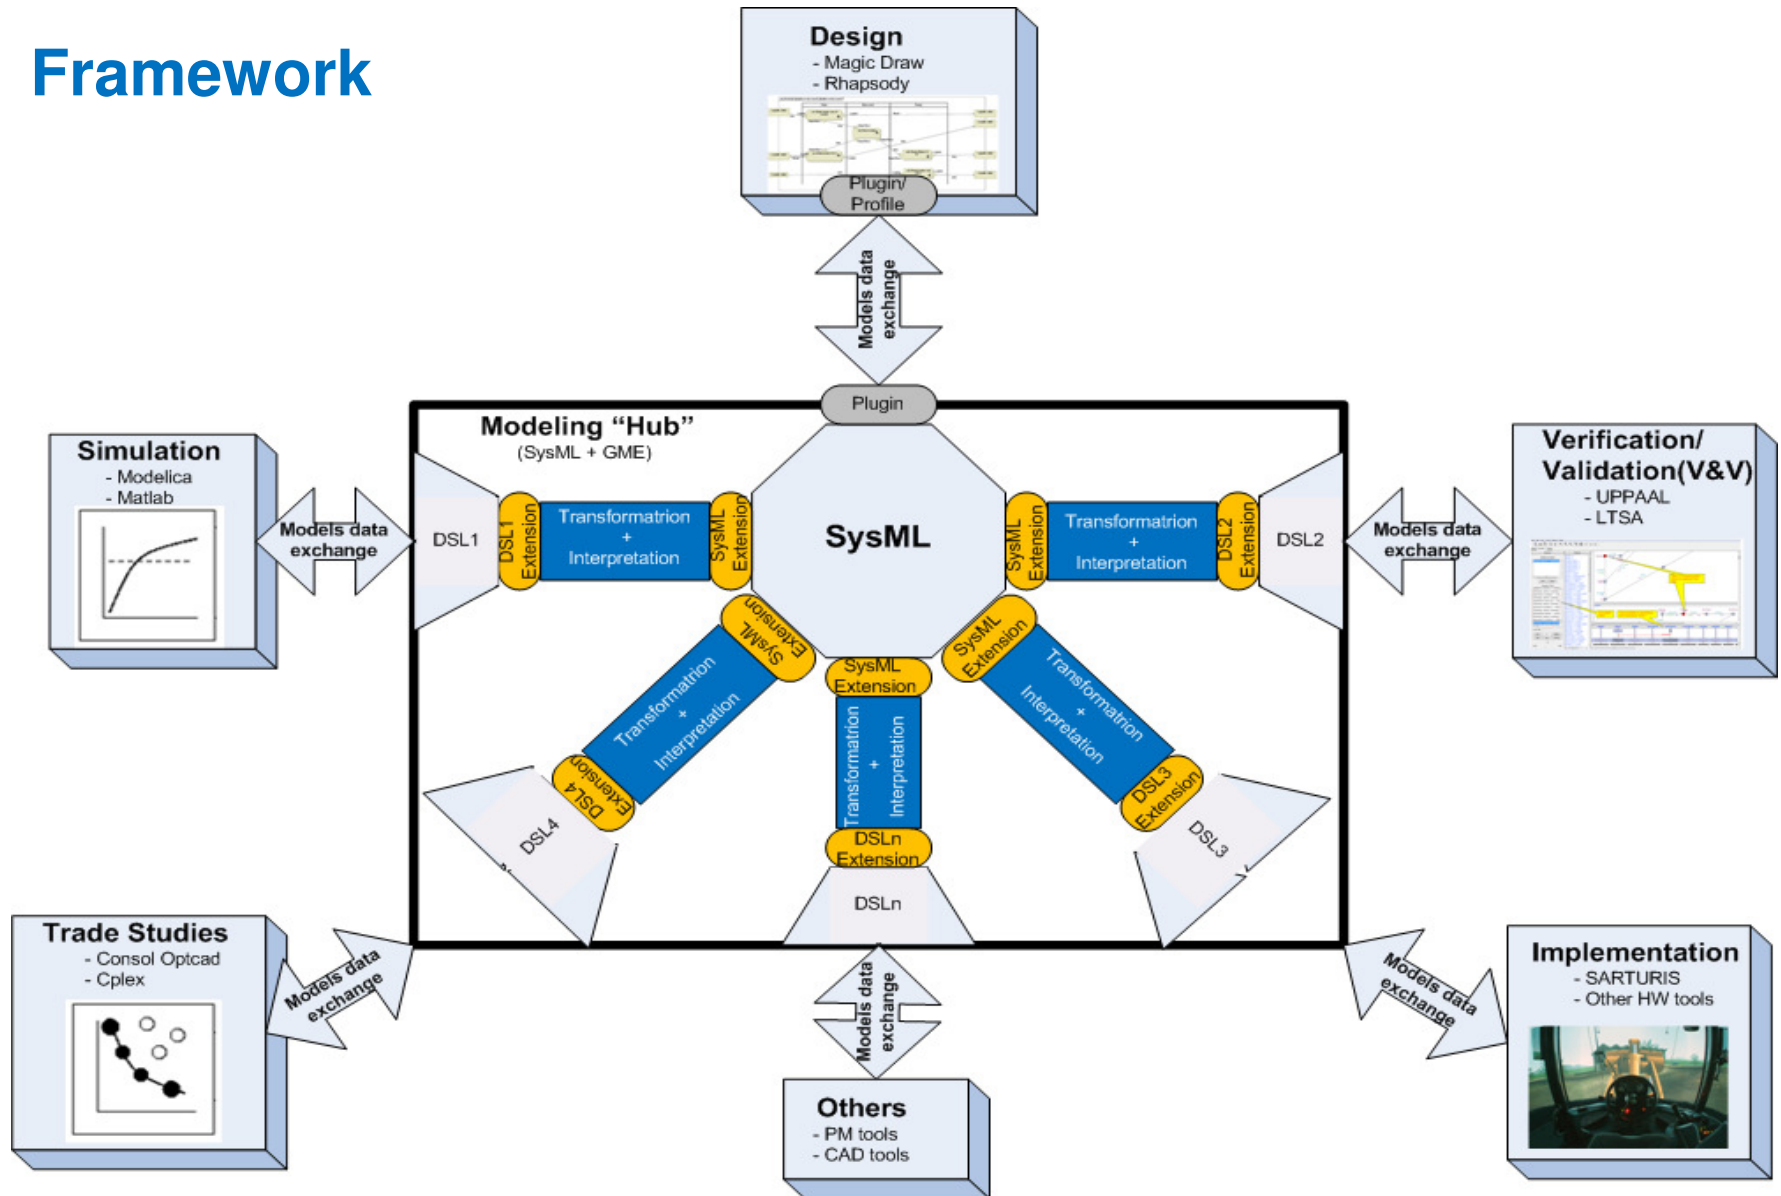 Framework
Design
- Magic Draw
- Rhapsody
Plugin/
Profile
Models data
exchange
Plugin
Modeling “Hub”
(SysML + GME)
Simulation
- Modelica
- Matlab
Models data
exchange
DSL1
DSL1
Extension
Transformatrion
+
Interpretation
SysML
Extension
SysML
SysML
Extension
Transformatrion
+
Interpretation
DSL2
Extension
DSL2
Models data
exchange
Verification/
Validation(V&V)
- UPPAAL
- LTSA
SysML
Extension
Transformatrion
+
Interpretation
DSL4
Extension
DSL4
SysML
Extension
Transformatrion
+
Interpretation
DSLn
Extension
DSLn
SysML
Extension
Transformatrion
+
Interpretation
DSL3
Extension
DSL3
Trade Studies
- Consol Optcad
- Cplex
Models data
exchange
Models data
exchange
Others
- PM tools
- CAD tools
Models data
exchange
Implementation
- SARTURIS
- Other HW tools